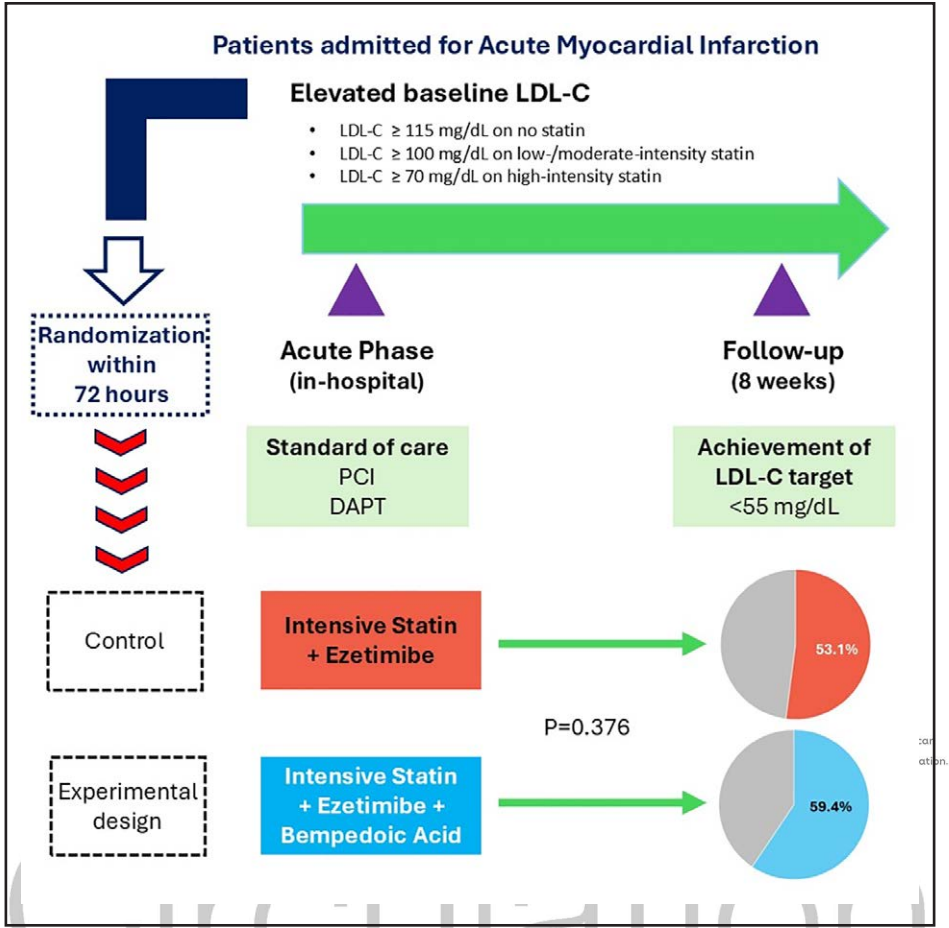 Patients admitted for Acute Myocardial Infarction
Elevated baseline LDL-C
• LDL-C ≥ 115 mg/dL on no statin
• LDL-C ≥ 100 mg/dL on low-/moderate-intensity statin
• LDL-C ≥ 70 mg/dL on high-intensity statin
Randomization
within
72 hours
Acute Phase
(in-hospital)
Follow-up
(8 weeks)
Standard of care
PCI
DAPT
Achievement of
LDL-C target
<55 mg/dL
Control
Intensive Statin
+ Ezetimibe
53.1%
P=0.376
Experimental
design
Intensive Statin
+ Ezetimibe +
Bempedoic Acid
59.4%